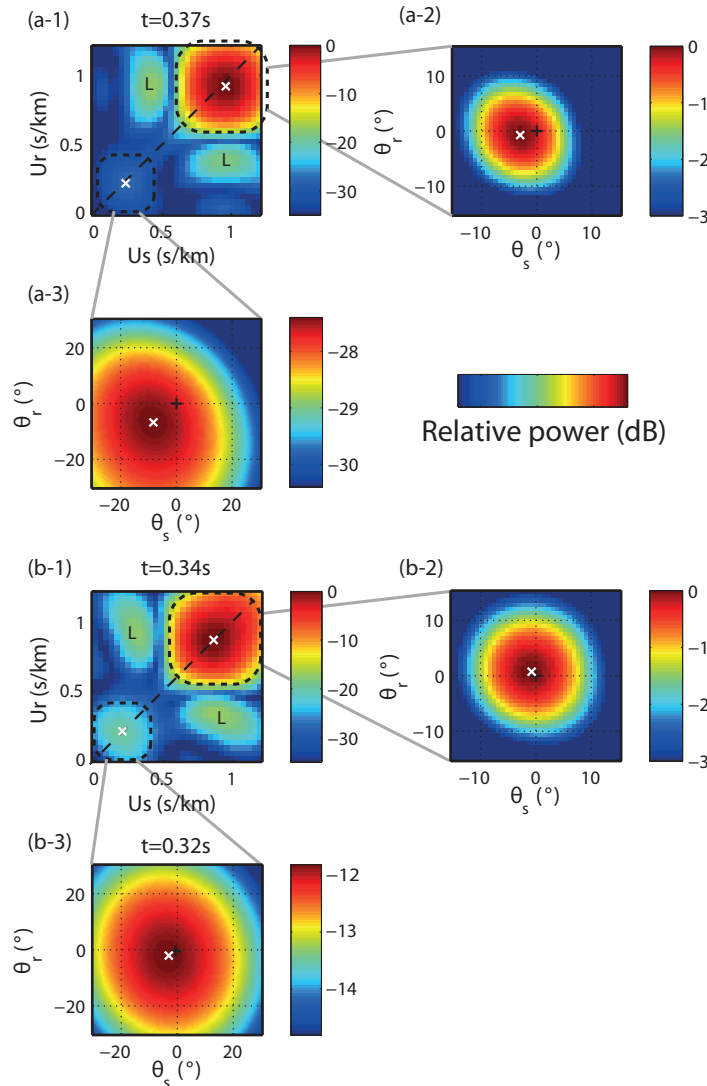 (a-1)
t=0.37s
Ur (s/km)
1
0.5
0
L
L
0
0.5
1
Us (s/km)
0
−10
−20
−30
(a-2)
θr (°)
10
0
−10
−10
0
10
θs (°)
0
−1
−2
−3
(a-3)
θr (°)
20
0
−20
−20
0
20
θs (°)
−28
−29
−30
Relative power (dB)
(b-1)
t=0.34s
Ur (s/km)
1
0.5
0
L
L
0
0.5
1
Us (s/km)
0
−10
−20
−30
(b-2)
θr (°)
10
0
−10
−10
0
10
θs (°)
0
−1
−2
−3
(b-3)
t=0.32s
θr (°)
20
0
−20
−20
0
20
θs (°)
−12
−13
−14